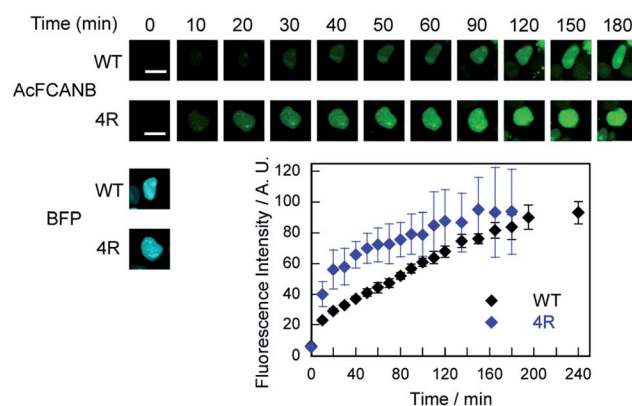 Time (min) 0 10 20 30 40 50 60 90 120 150 180
WT
AcFCANB
4R
WT
BFP
4R
Fluorescence Intensity / A. U.
120
100
80
60
40
20
0
WT
4R
0 40 80 120 160 200 240
Time / min